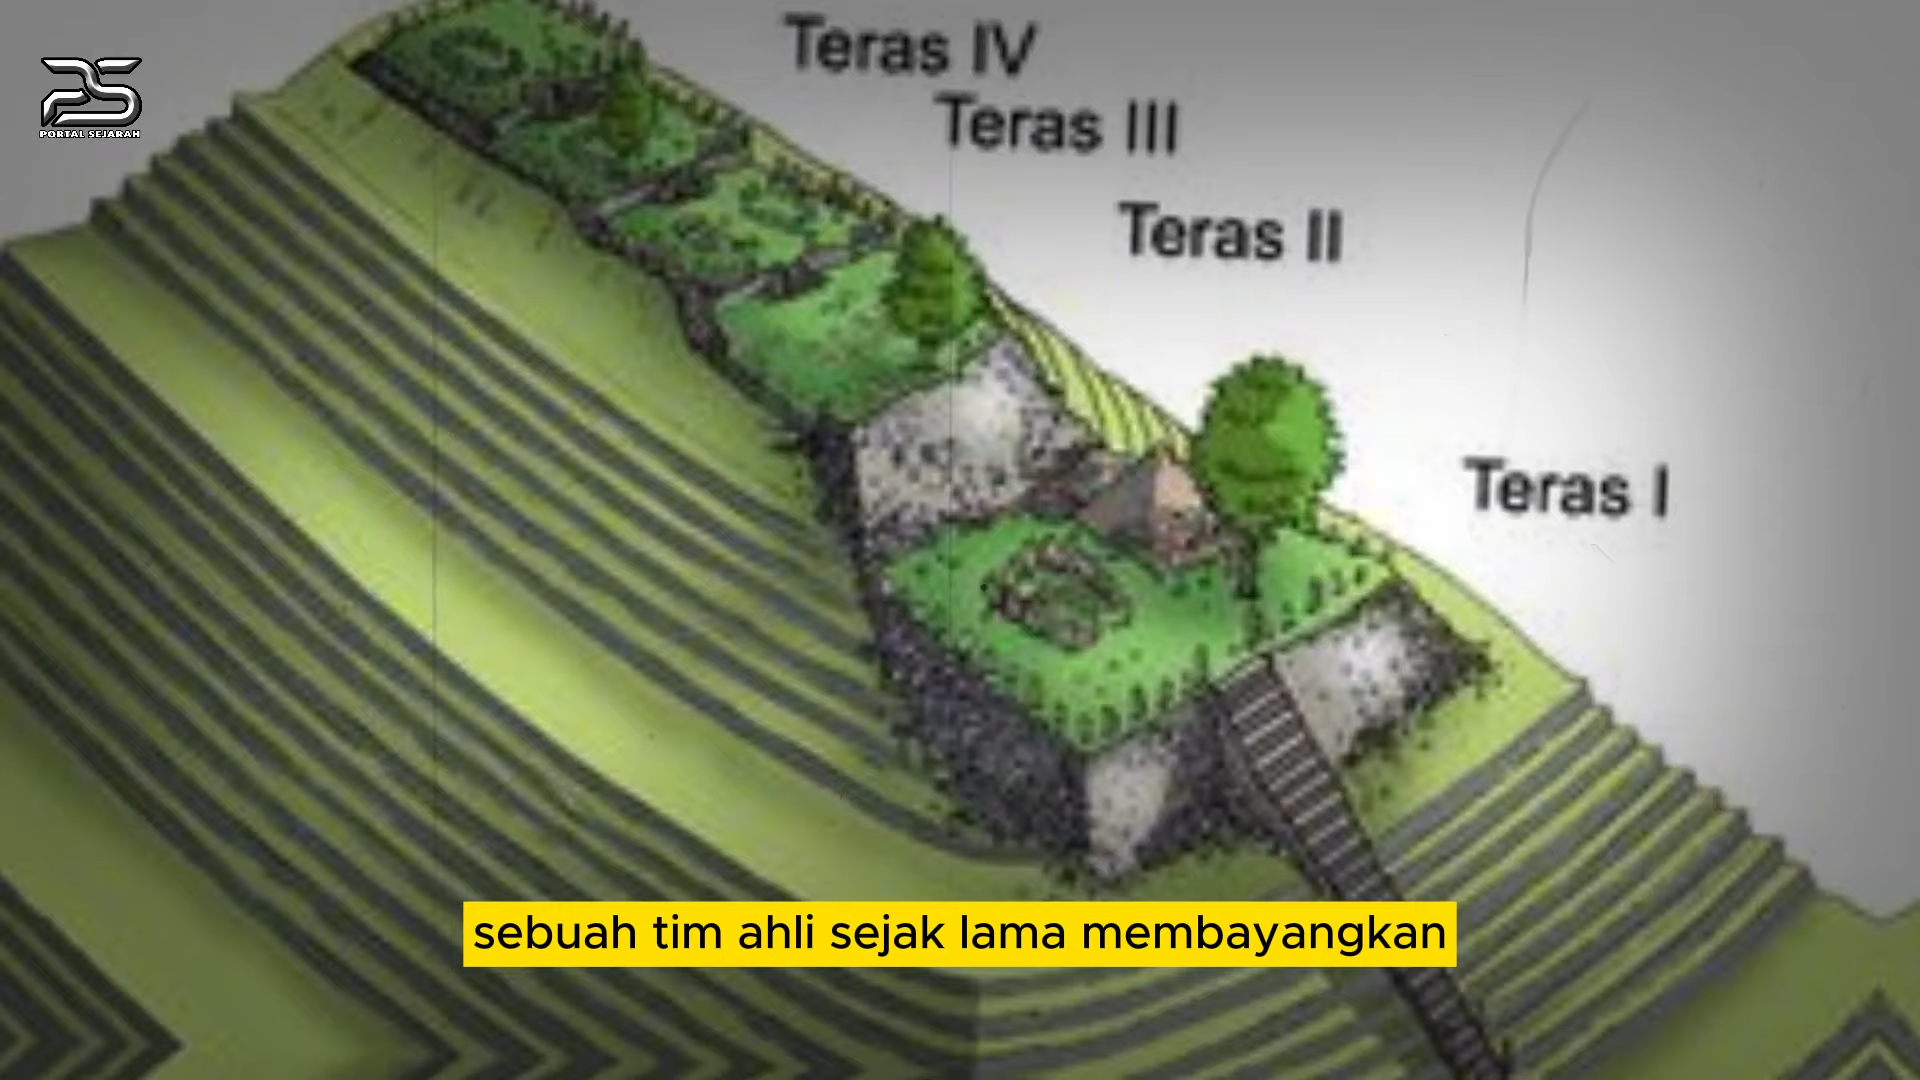 PORTAL SEJARAH
Teras IV
Teras III
Teras II
Teras I
sebuah tim ahli sejak lama membayangkan